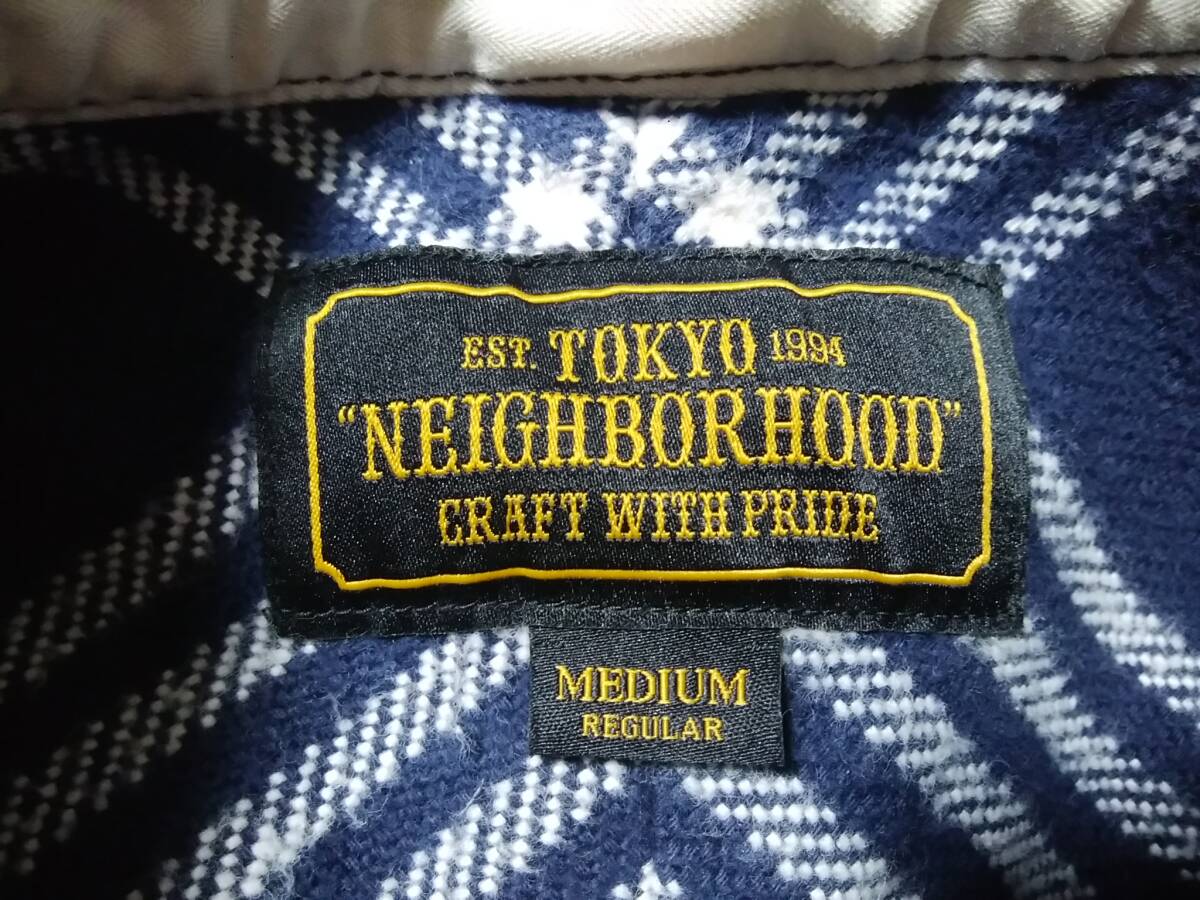 EST. TOKYO 1994
"NEIGHBORHOOD"
CRAFT WITH PRIDE
MEDIUM
REGULAR